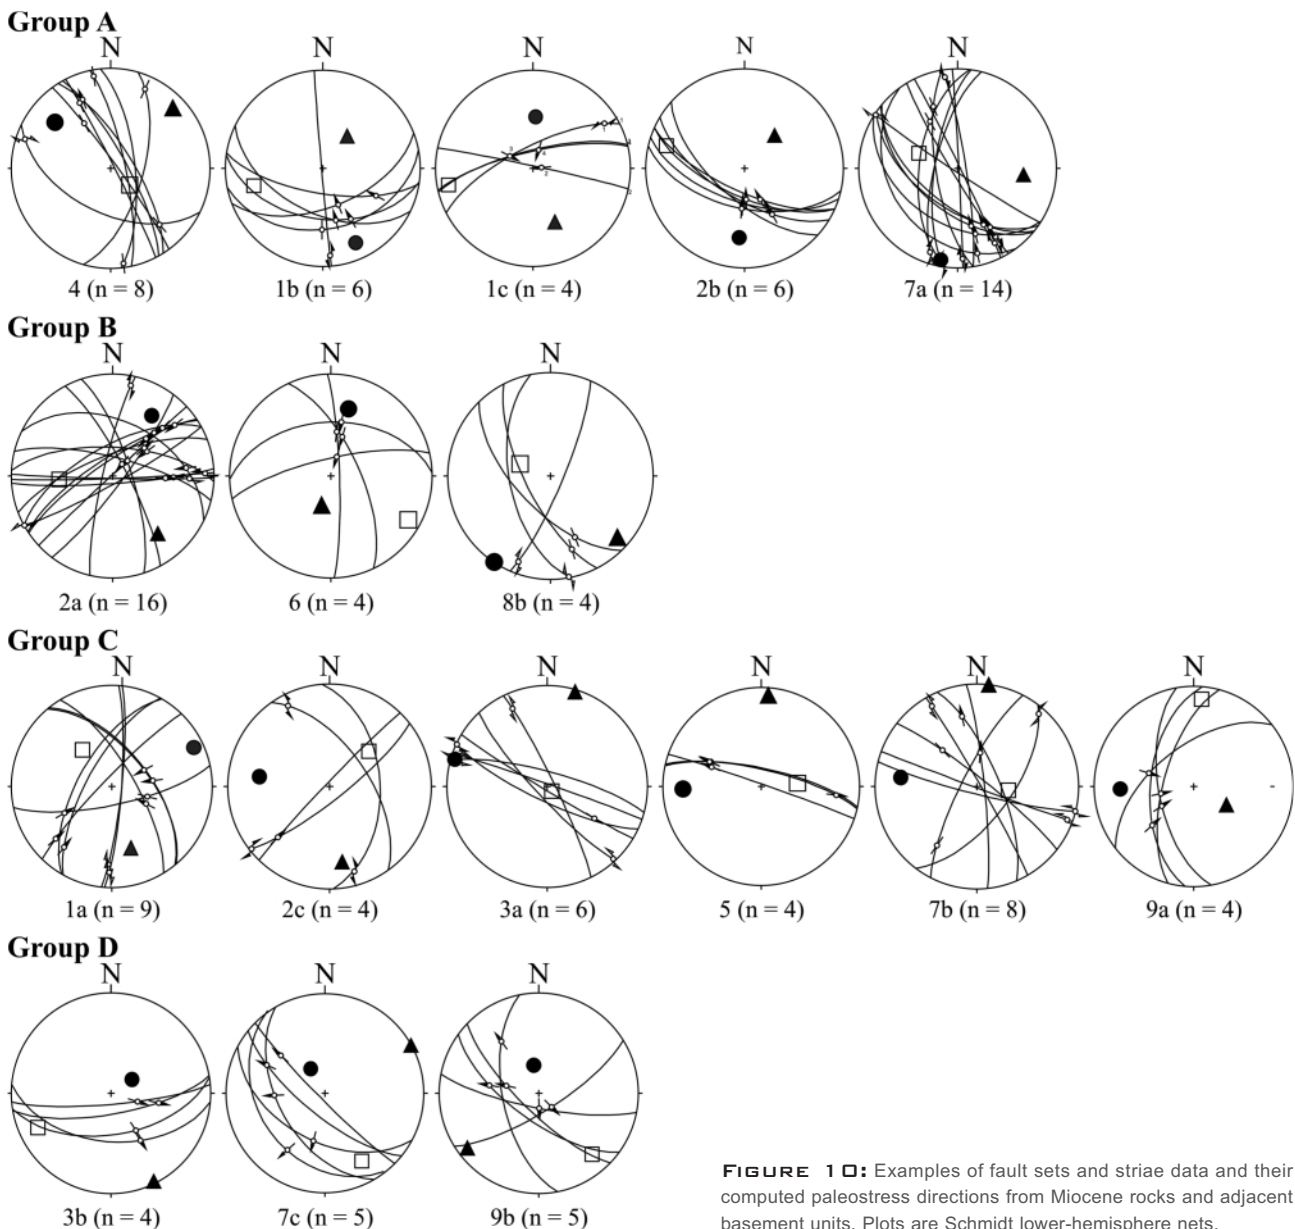 Group A
N N N N N
4 (n = 8) 1b (n = 6) 1c (n = 4) 2b (n = 6) 7a (n = 14)
Group B
N N N
2a (n = 16) 6 (n = 4) 8b (n = 4)
Group C
N N N N N N
1a (n = 9) 2c (n = 4) 3a (n = 6) 5 (n = 4) 7b (n = 8) 9a (n = 4)
Group D
N N N
3b (n = 4) 7c (n = 5) 9b (n = 5)
FIGURE 10: Examples of fault sets and striae data and their
computed paleostress directions from Miocene rocks and adjacent
basement units. Plots are Schmidt lower-hemisphere nets.